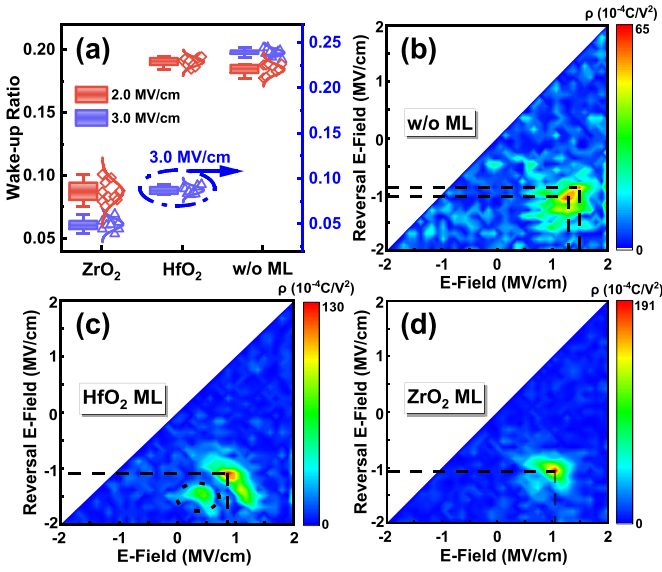 (a)
0.20
0.15
0.10
0.05
Wake-up Ratio
2.0 MV/cm
3.0 MV/cm
3.0 MV/cm
0.25
0.20
0.15
0.10
0.05
0.00
ZrO₂ HfO₂ w/o ML
(b)
ρ (10⁻⁴C/V²)
65
0
w/o ML
Reversal E-Field (MV/cm)
2
1
0
-1
-2
-2 -1 0 1 2
E-Field (MV/cm)
(c)
ρ (10⁻⁴C/V²)
130
0
HfO₂ ML
Reversal E-Field (MV/cm)
2
1
0
-1
-2
-2 -1 0 1 2
E-Field (MV/cm)
(d)
ρ (10⁻⁴C/V²)
191
0
ZrO₂ ML
Reversal E-Field (MV/cm)
2
1
0
-1
-2
-2 -1 0 1 2
E-Field (MV/cm)